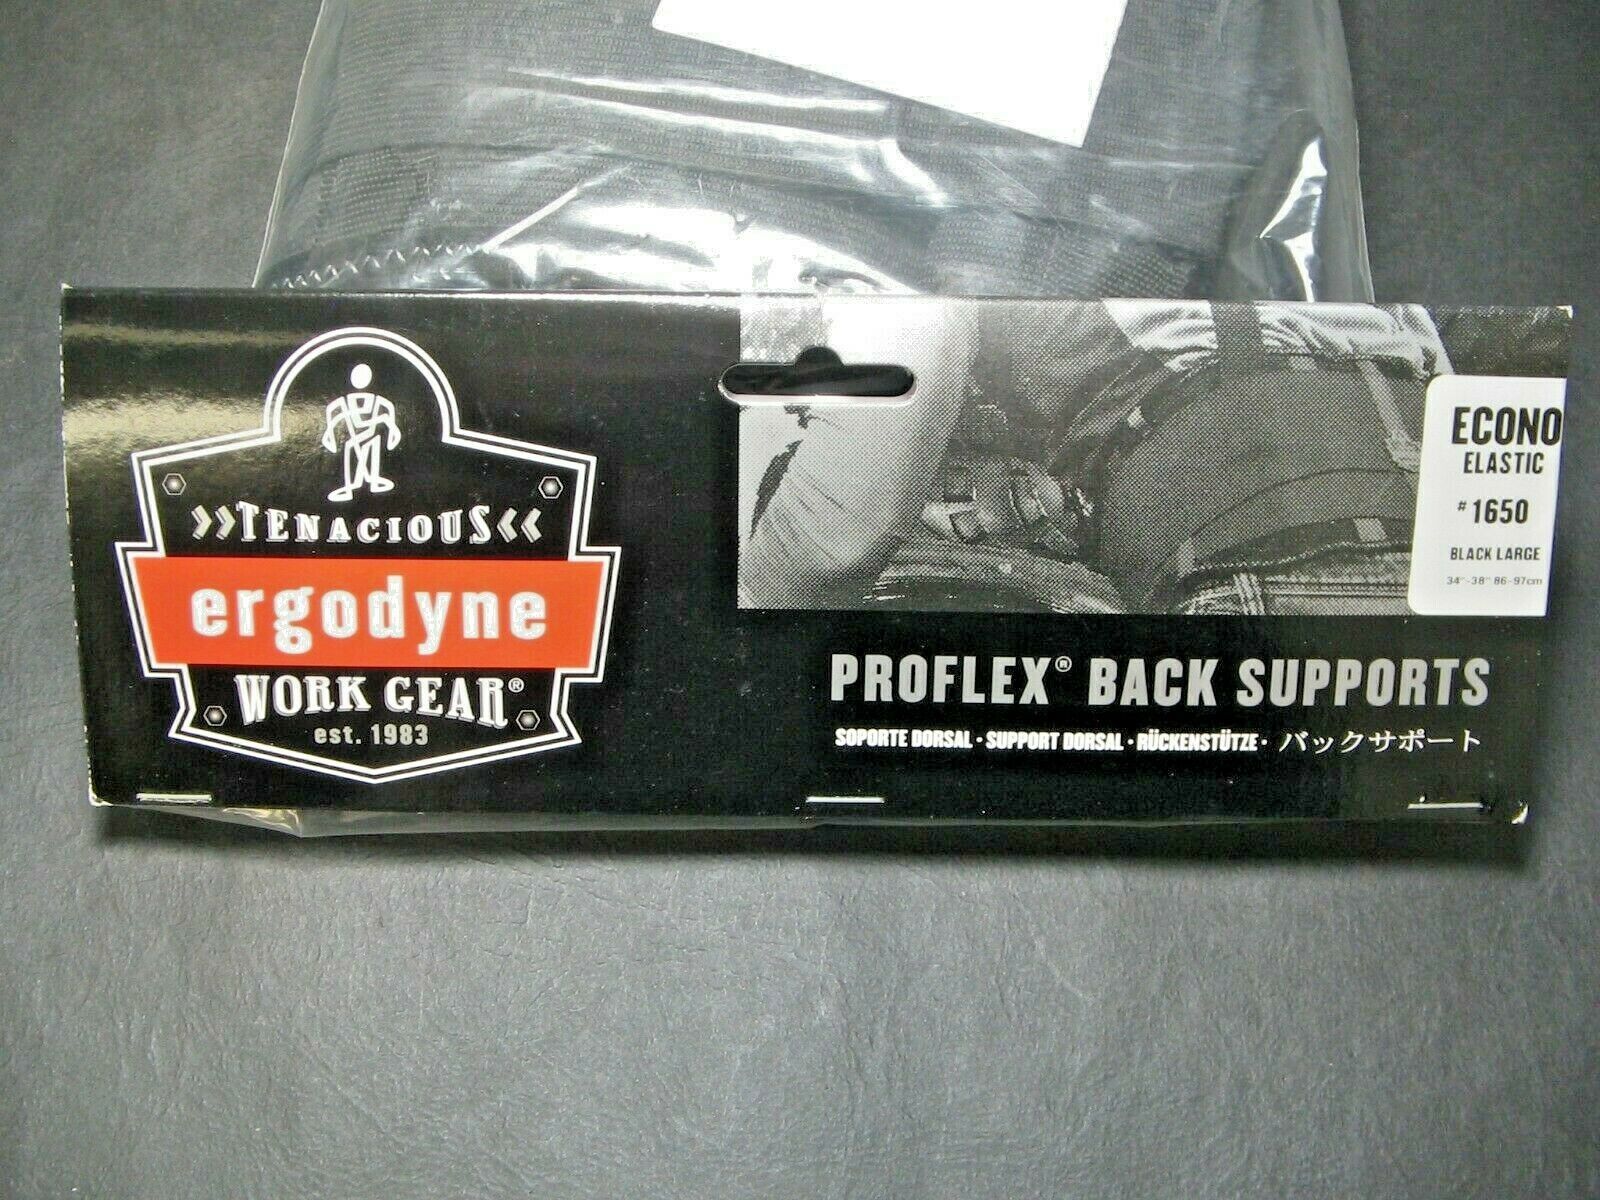 »TENACIOUS«
ergodyne
WORK GEAR®
est. 1983
ECONO
ELASTIC
#1650
BLACK LARGE
34"-38" 86-97cm
PROFLEX® BACK SUPPORTS
SOPORTE DORSAL · SUPPORT DORSAL · RÜCKENSTÜTZE · バックサポート